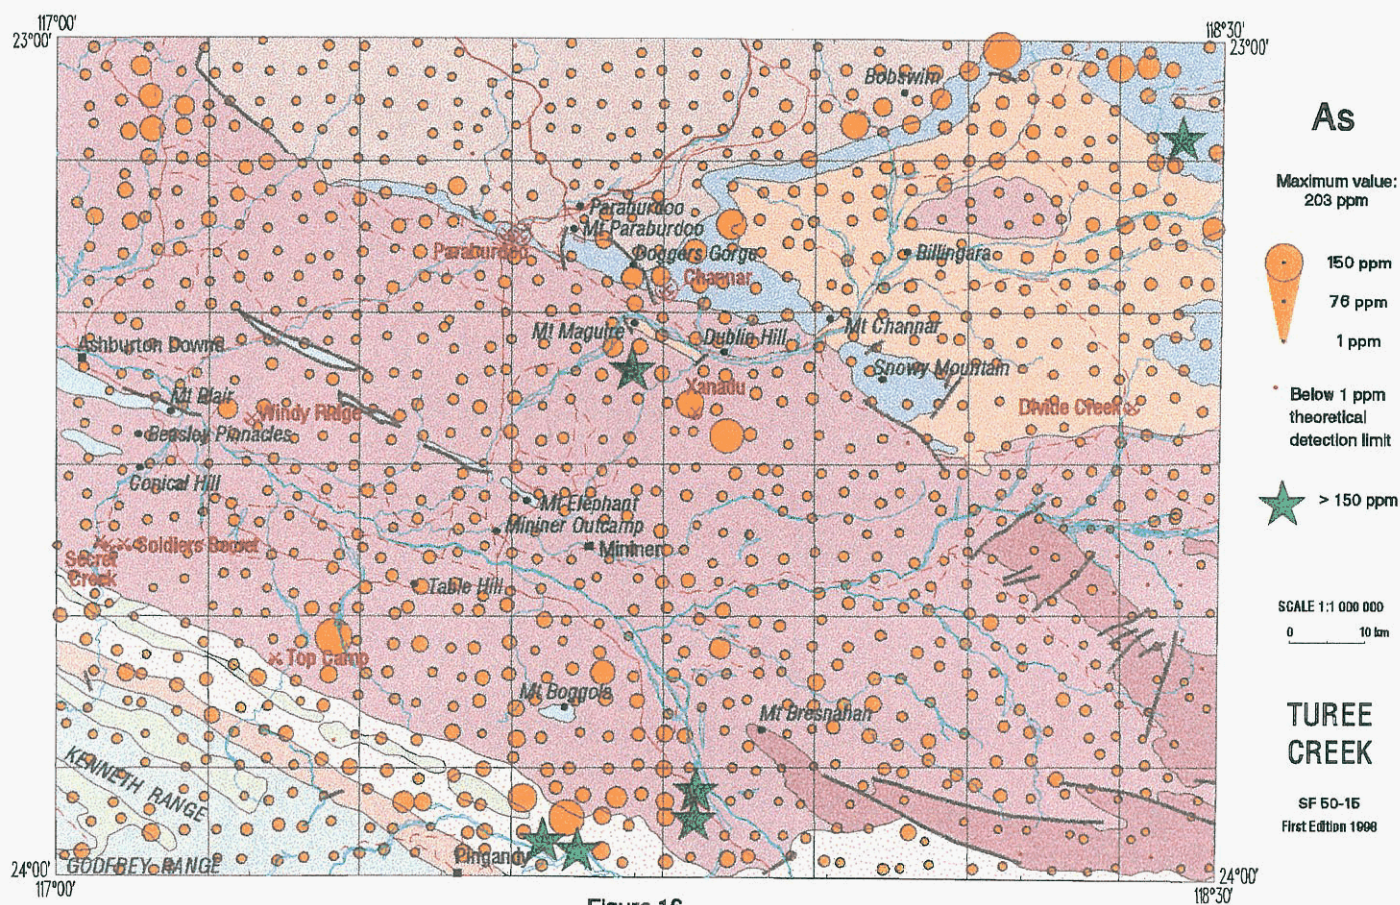 117°00'
118°30'
23°00'
23°00'
Bobswim
As
Maximum value:
203 ppm
Paraburdoo
Mt Paraburdoo
Paraburdoo
Doggers Gorge
Billingara
Channar
150 ppm
76 ppm
1 ppm
Mt Maguire
Dublin Hill
Mt Channar
Ashburton Downs
Snowy Mountain
Xanadu
Mt Blair
Windy Ridge
Divide Creek
Below 1 ppm
theoretical
detection limit
Beasley Pinnacles
Conical Hill
Mt Elephant
> 150 ppm
Mininer Outcamp
Soldiers Secret
Mininer
Secret
Creek
Table Hill
SCALE 1:1 000 000
0 10 km
Top Camp
Mt Boggola
Mt Bresnahan
TUREE
CREEK
KENNETH RANGE
SF 50-15
First Edition 1998
Pingandy
GODFREY RANGE
24°00'
24°00'
117°00'
118°30'
Figure 16